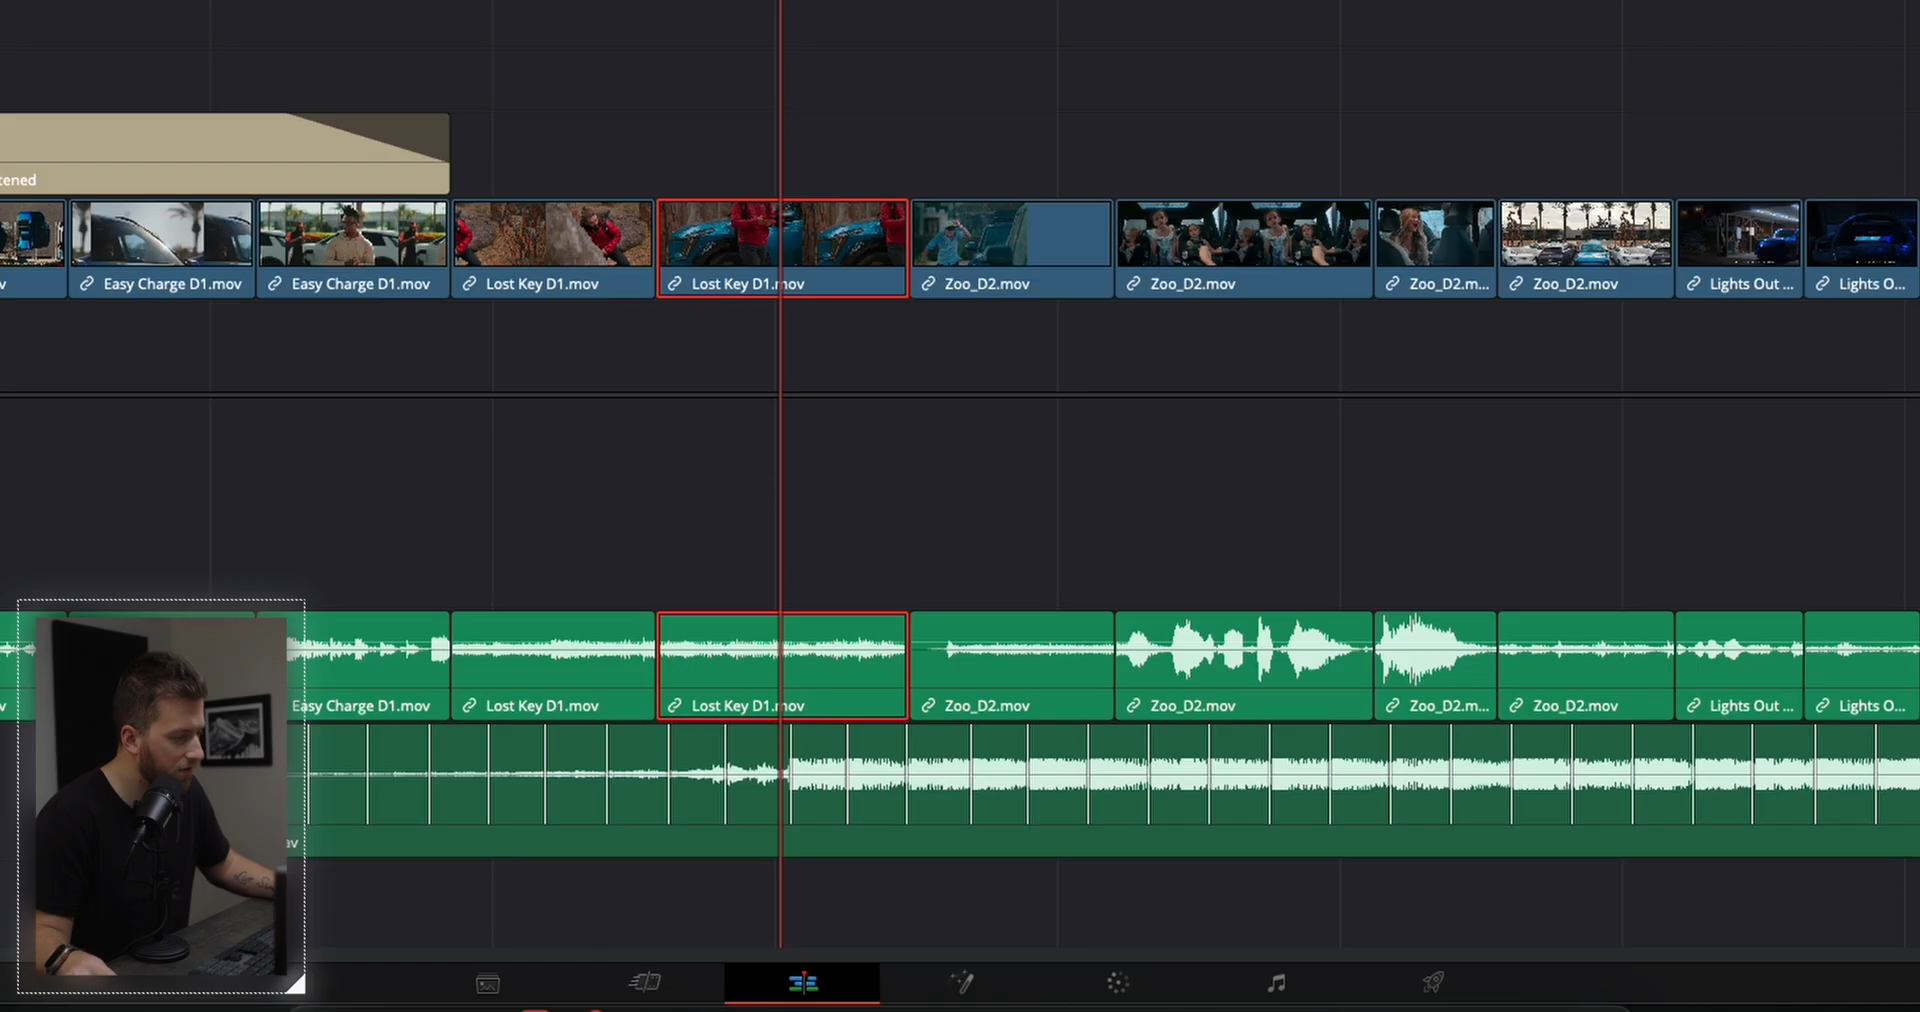 tened
v
Easy Charge D1.mov
Easy Charge D1.mov
Lost Key D1.mov
Lost Key D1.mov
Zoo_D2.mov
Zoo_D2.mov
Zoo_D2.m...
Zoo_D2.mov
Lights Out ...
Lights O...
v
Easy Charge D1.mov
Lost Key D1.mov
Lost Key D1.mov
Zoo_D2.mov
Zoo_D2.mov
Zoo_D2.m...
Zoo_D2.mov
Lights Out ...
Lights O...
av